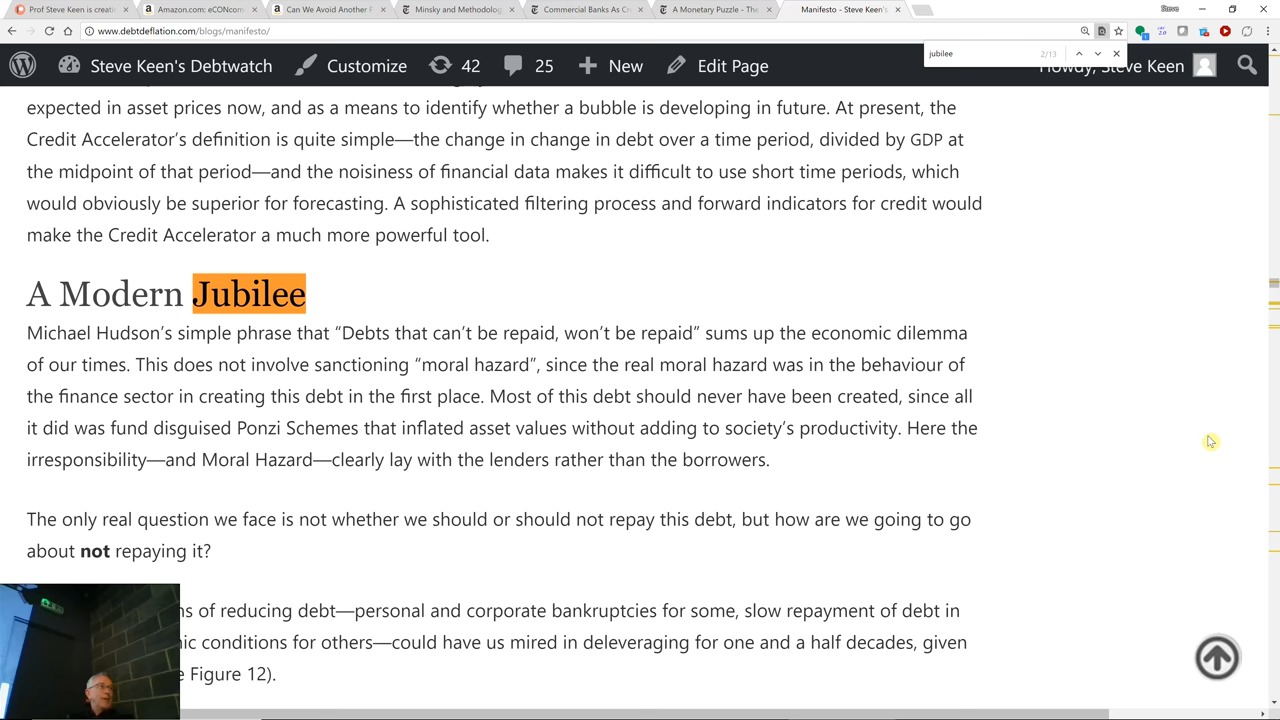 Prof Steve Keen is creati
Amazon.com: eCONcom
Can We Avoid Another F
Minsky and Methodolog
Commercial Banks As Cr
A Monetary Puzzle - The
Manifesto - Steve Keen's
Steve
www.debtdeflation.com/blogs/manifesto/
jubilee 2/13
Steve Keen's Debtwatch Customize 42 25 New Edit Page Howdy, Steve Keen
expected in asset prices now, and as a means to identify whether a bubble is developing in future. At present, the
Credit Accelerator's definition is quite simple—the change in change in debt over a time period, divided by GDP at
the midpoint of that period—and the noisiness of financial data makes it difficult to use short time periods, which
would obviously be superior for forecasting. A sophisticated filtering process and forward indicators for credit would
make the Credit Accelerator a much more powerful tool.
A Modern Jubilee
Michael Hudson's simple phrase that “Debts that can't be repaid, won't be repaid” sums up the economic dilemma
of our times. This does not involve sanctioning “moral hazard”, since the real moral hazard was in the behaviour of
the finance sector in creating this debt in the first place. Most of this debt should never have been created, since all
it did was fund disguised Ponzi Schemes that inflated asset values without adding to society's productivity. Here the
irresponsibility—and Moral Hazard—clearly lay with the lenders rather than the borrowers.
The only real question we face is not whether we should or should not repay this debt, but how are we going to go
about not repaying it?
ns of reducing debt—personal and corporate bankruptcies for some, slow repayment of debt in
ic conditions for others—could have us mired in deleveraging for one and a half decades, given
e Figure 12).